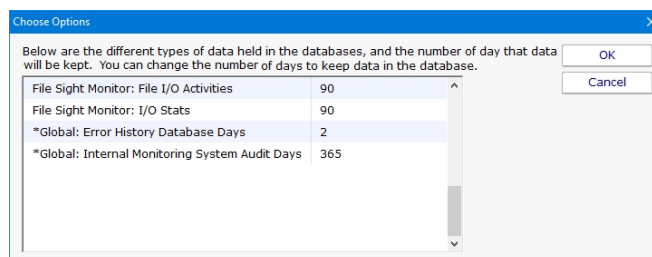 Choose Options
Below are the different types of data held in the databases, and the number of day that data
will be kept. You can change the number of days to keep data in the database.
OK
Cancel
File Sight Monitor: File I/O Activities 90
File Sight Monitor: I/O Stats 90
*Global: Error History Database Days 2
*Global: Internal Monitoring System Audit Days 365